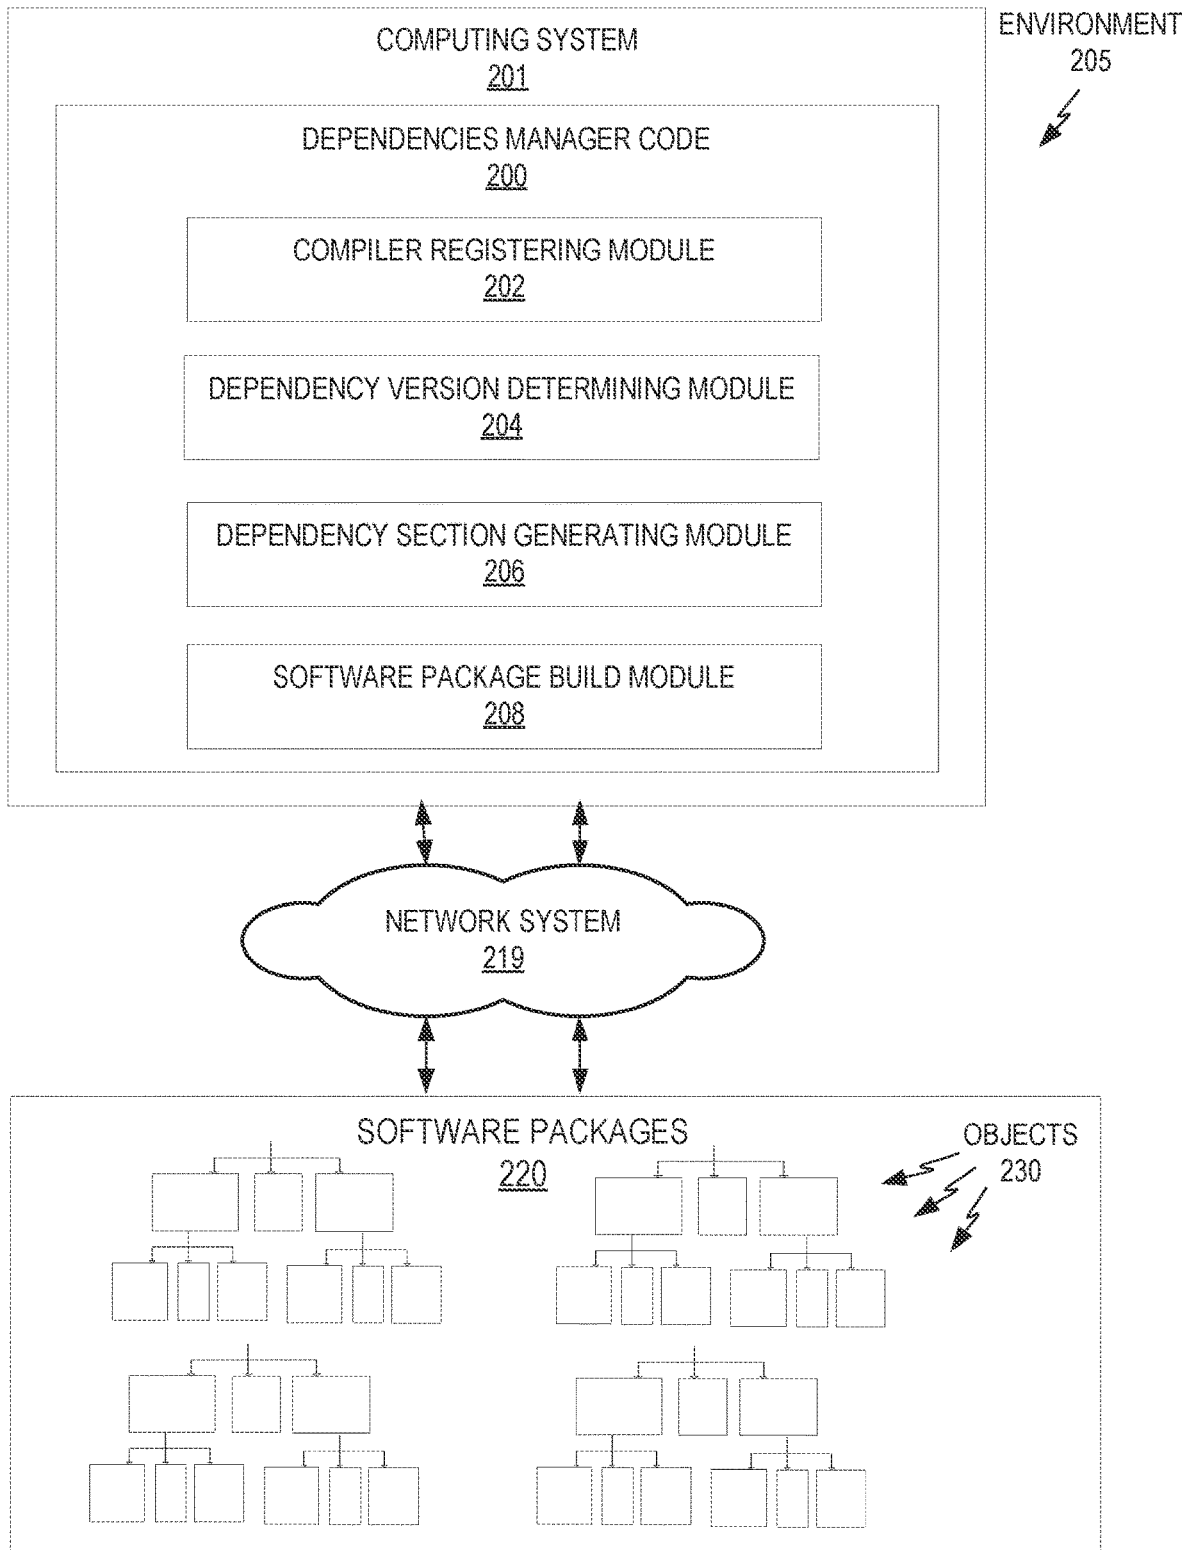 COMPUTING SYSTEM
201
ENVIRONMENT
205
DEPENDENCIES MANAGER CODE
200
COMPILER REGISTERING MODULE
202
DEPENDENCY VERSION DETERMINING MODULE
204
DEPENDENCY SECTION GENERATING MODULE
206
SOFTWARE PACKAGE BUILD MODULE
208
NETWORK SYSTEM
219
SOFTWARE PACKAGES
220
OBJECTS
230